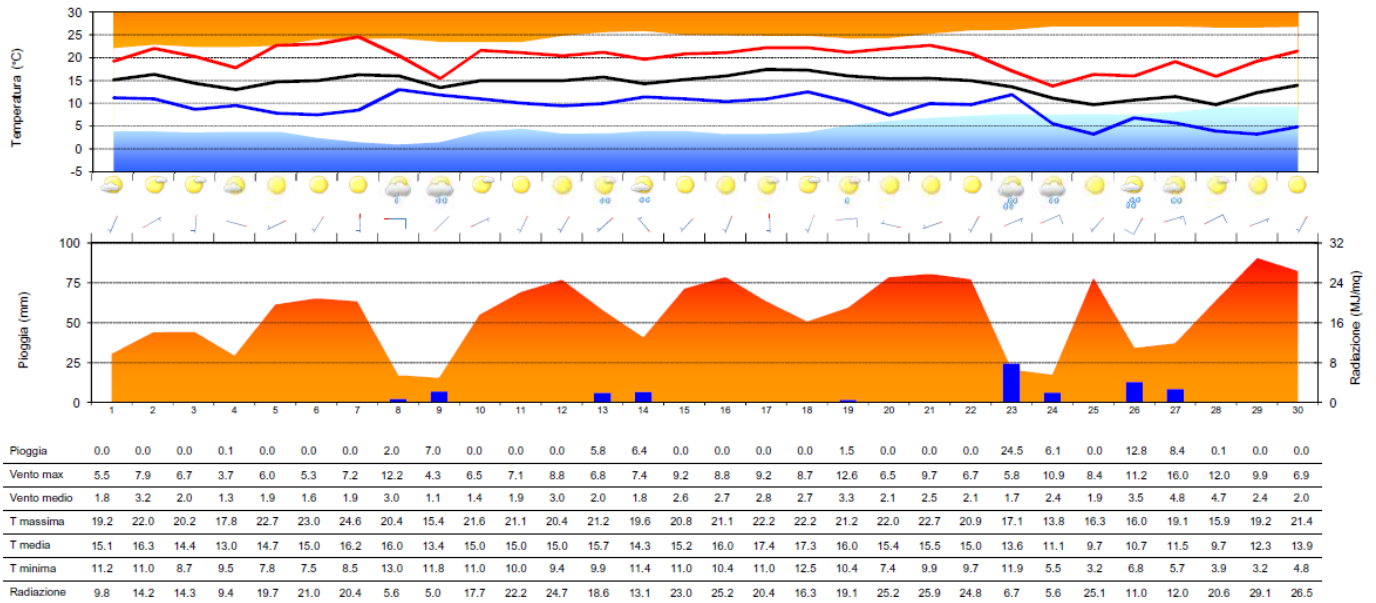 30
25
20
15
10
5
0
-5
Temperatura (°C)
100
75
50
25
0
Pioggia (mm)
32
24
16
8
0
Radiazione (MJ/mq)
1 2 3 4 5 6 7 8 9 10 11 12 13 14 15 16 17 18 19 20 21 22 23 24 25 26 27 28 29 30
Pioggia 0.0 0.0 0.0 0.1 0.0 0.0 0.0 2.0 7.0 0.0 0.0 0.0 5.8 6.4 0.0 0.0 0.0 0.0 1.5 0.0 0.0 0.0 24.5 6.1 0.0 12.8 8.4 0.1 0.0 0.0
Vento max 5.5 7.9 6.7 3.7 6.0 5.3 7.2 12.2 4.3 6.5 7.1 8.8 6.8 7.4 9.2 8.8 9.2 8.7 12.6 6.5 9.7 6.7 5.8 10.9 8.4 11.2 16.0 12.0 9.9 6.9
Vento medio 1.8 3.2 2.0 1.3 1.9 1.6 1.9 3.0 1.1 1.4 1.9 3.0 2.0 1.8 2.6 2.7 2.8 2.7 3.3 2.1 2.5 2.1 1.7 2.4 1.9 3.5 4.8 4.7 2.4 2.0
T massima 19.2 22.0 20.2 17.8 22.7 23.0 24.6 20.4 15.4 21.6 21.1 20.4 21.2 19.6 20.8 21.1 22.2 22.2 21.2 22.0 22.7 20.9 17.1 13.8 16.3 16.0 19.1 15.9 19.2 21.4
T media 15.1 16.3 14.4 13.0 14.7 15.0 16.2 16.0 13.4 15.0 15.0 15.0 15.7 14.3 15.2 16.0 17.4 17.3 16.0 15.4 15.5 15.0 13.6 11.1 9.7 10.7 11.5 9.7 12.3 13.9
T minima 11.2 11.0 8.7 9.5 7.8 7.5 8.5 13.0 11.8 11.0 10.0 9.4 9.9 11.4 11.0 10.4 11.0 12.5 10.4 7.4 9.9 9.7 11.9 5.5 3.2 6.8 5.7 3.9 3.2 4.8
Radiazione 9.8 14.2 14.3 9.4 19.7 21.0 20.4 5.6 5.0 17.7 22.2 24.7 18.6 13.1 23.0 25.2 20.4 16.3 19.1 25.2 25.9 24.8 6.7 5.6 25.1 11.0 12.0 20.6 29.1 26.5